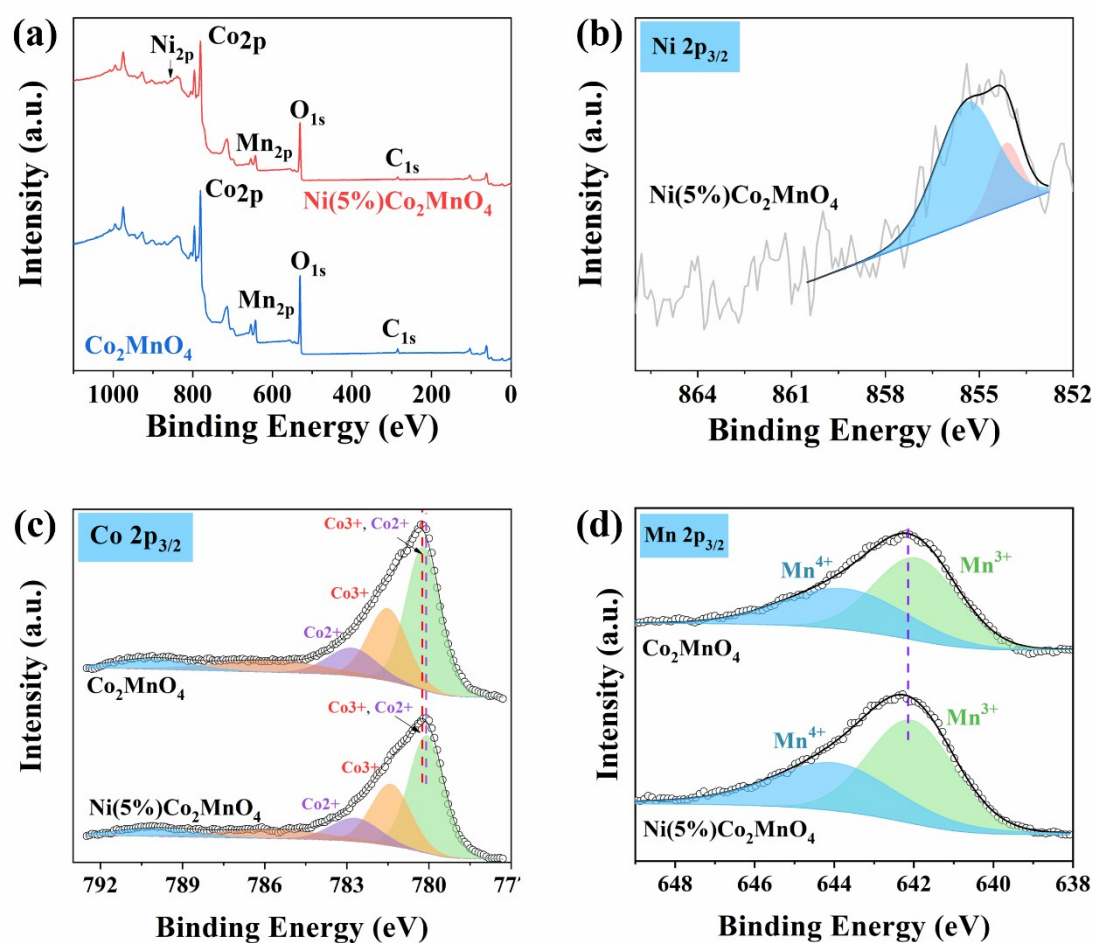 (a)
Ni2p
Co2p
O1s
Mn2p
C1s
Ni(5%)Co2MnO4
Co2p
O1s
Mn2p
C1s
Co2MnO4
Intensity (a.u.)
1000 800 600 400 200 0
Binding Energy (eV)
(b)
Ni 2p3/2
Ni(5%)Co2MnO4
Intensity (a.u.)
864 861 858 855 852
Binding Energy (eV)
(c)
Co 2p3/2
Co3+, Co2+
Co3+
Co2+
Co2MnO4
Co3+, Co2+
Co3+
Co2+
Ni(5%)Co2MnO4
Intensity (a.u.)
792 789 786 783 780 77
Binding Energy (eV)
(d)
Mn 2p3/2
Mn4+
Mn3+
Co2MnO4
Mn4+
Mn3+
Ni(5%)Co2MnO4
Intensity (a.u.)
648 646 644 642 640 638
Binding Energy (eV)